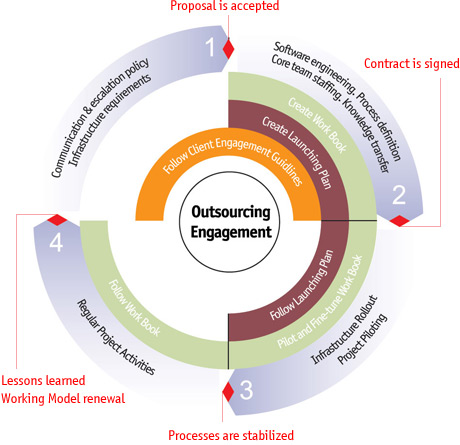 Proposal is accepted
1
Communication & escalation policy
Infrastructure requirements
Software engineering, Process definition
Core team staffing, Knowledge transfer
Contract is signed
2
Create Work Book
Create Launching Plan
Follow Client Engagement Guidlines
Outsourcing
Engagement
Follow Launching Plan
Pilot and Fine-tune Work Book
Infrastructure Rollout
Project Piloting
3
Processes are stabilized
4
Follow Work Book
Regular Project Activities
Lessons learned
Working Model renewal